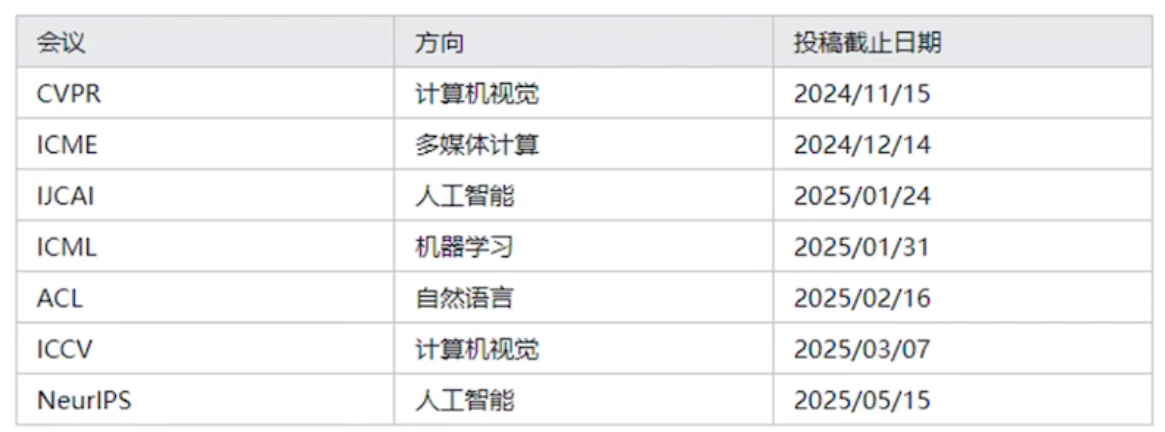 会议 方向 投稿截止日期
CVPR 计算机视觉 2024/11/15
ICME 多媒体计算 2024/12/14
IJCAI 人工智能 2025/01/24
ICML 机器学习 2025/01/31
ACL 自然语言 2025/02/16
ICCV 计算机视觉 2025/03/07
NeurIPS 人工智能 2025/05/15